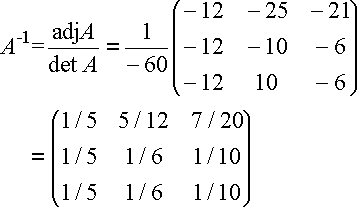 A⁻¹ = adjA / det A = 1 / −60 ( −12 −25 −21
−12 −10 −6
−12 10 −6 )
= ( 1/5 5/12 7/20
1/5 1/6 1/10
1/5 1/6 1/10 )